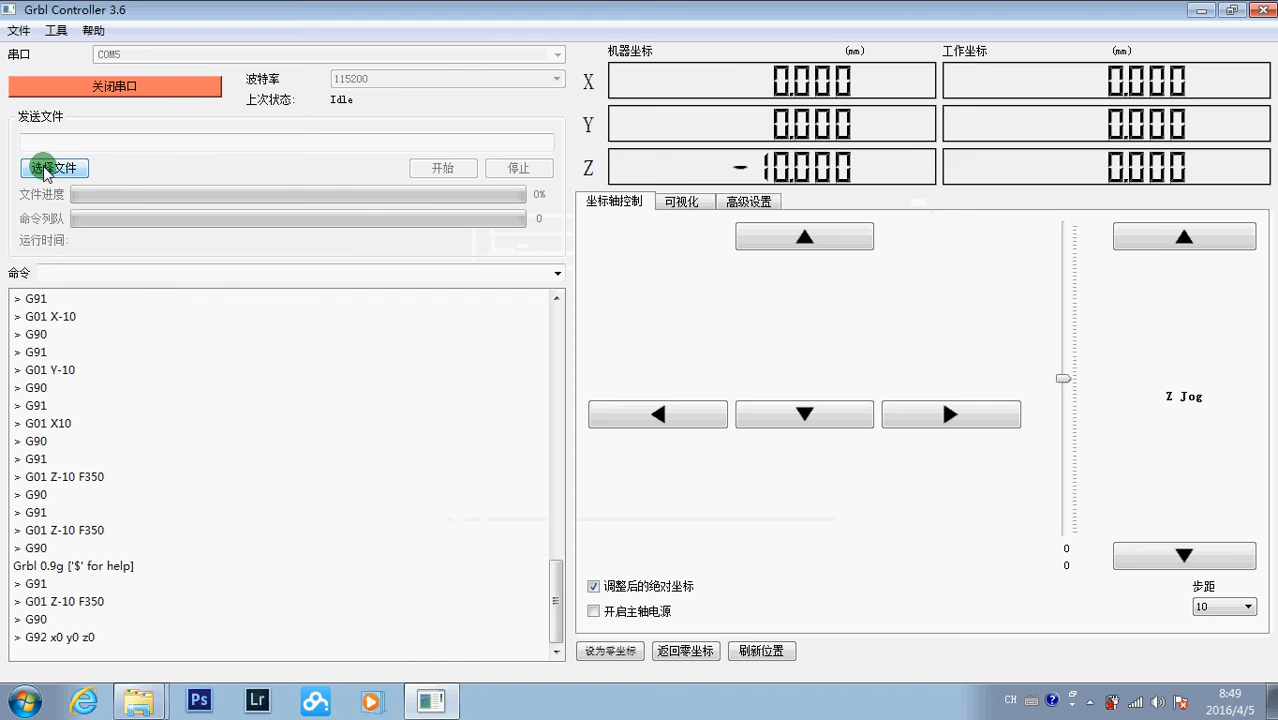 Grbl Controller 3.6
文件 工具 帮助
串口 COM5
关闭串口
波特率 115200
上次状态: Idle
发送文件
选择文件 开始 停止
文件进度 0%
命令列队 0
运行时间:
命令
> G91
> G01 X-10
> G90
> G91
> G01 Y-10
> G90
> G91
> G01 X10
> G90
> G91
> G01 Z-10 F350
> G90
> G91
> G01 Z-10 F350
> G90
Grbl 0.9g ['$' for help]
> G91
> G01 Z-10 F350
> G90
> G92 x0 y0 z0
机器坐标 (mm) 工作坐标 (mm)
X 0.000 0.000
Y 0.000 0.000
Z -10.000 0.000
坐标轴控制 可视化 高级设置
Z Jog
0
0
调整后的绝对坐标
开启主轴电源
步距
10
设为零坐标 返回零坐标 刷新位置
Ps Lr
CH
8:49
2016/4/5